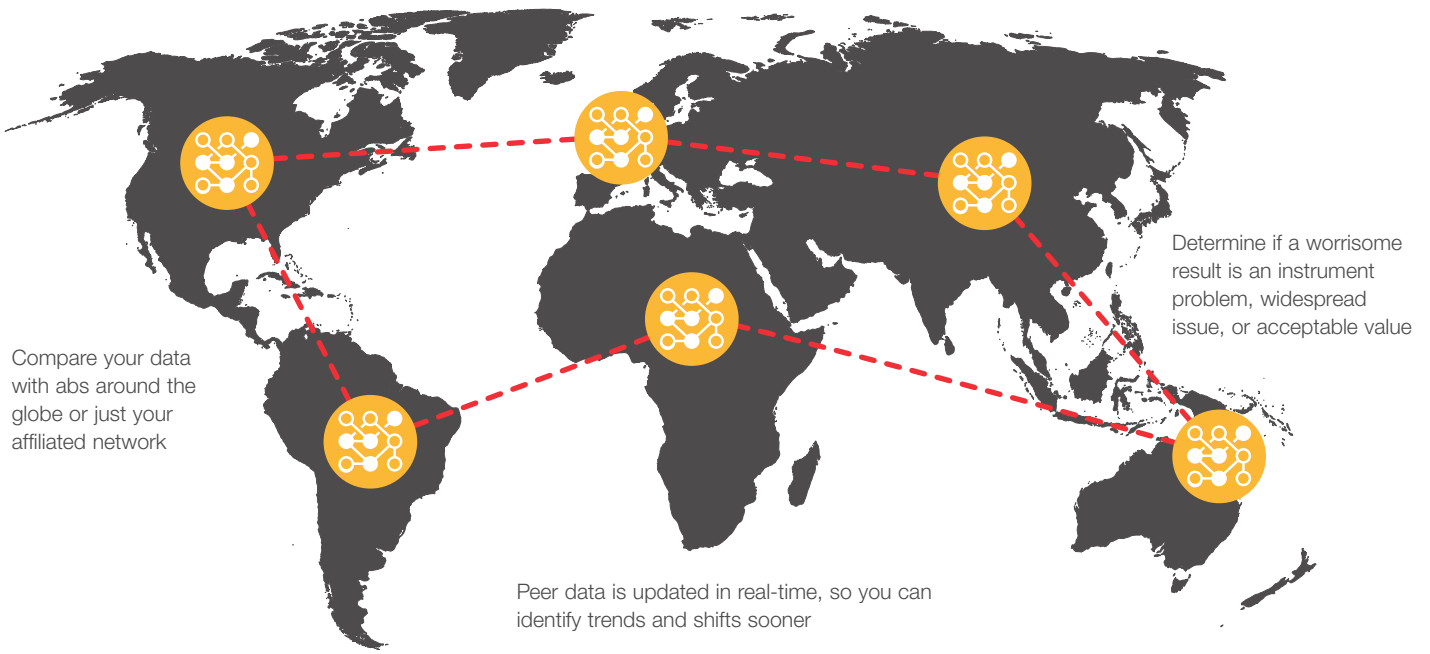 Determine if a worrisome
result is an instrument
problem, widespread
issue, or acceptable value
Compare your data
with abs around the
globe or just your
affiliated network
Peer data is updated in real-time, so you can
identify trends and shifts sooner